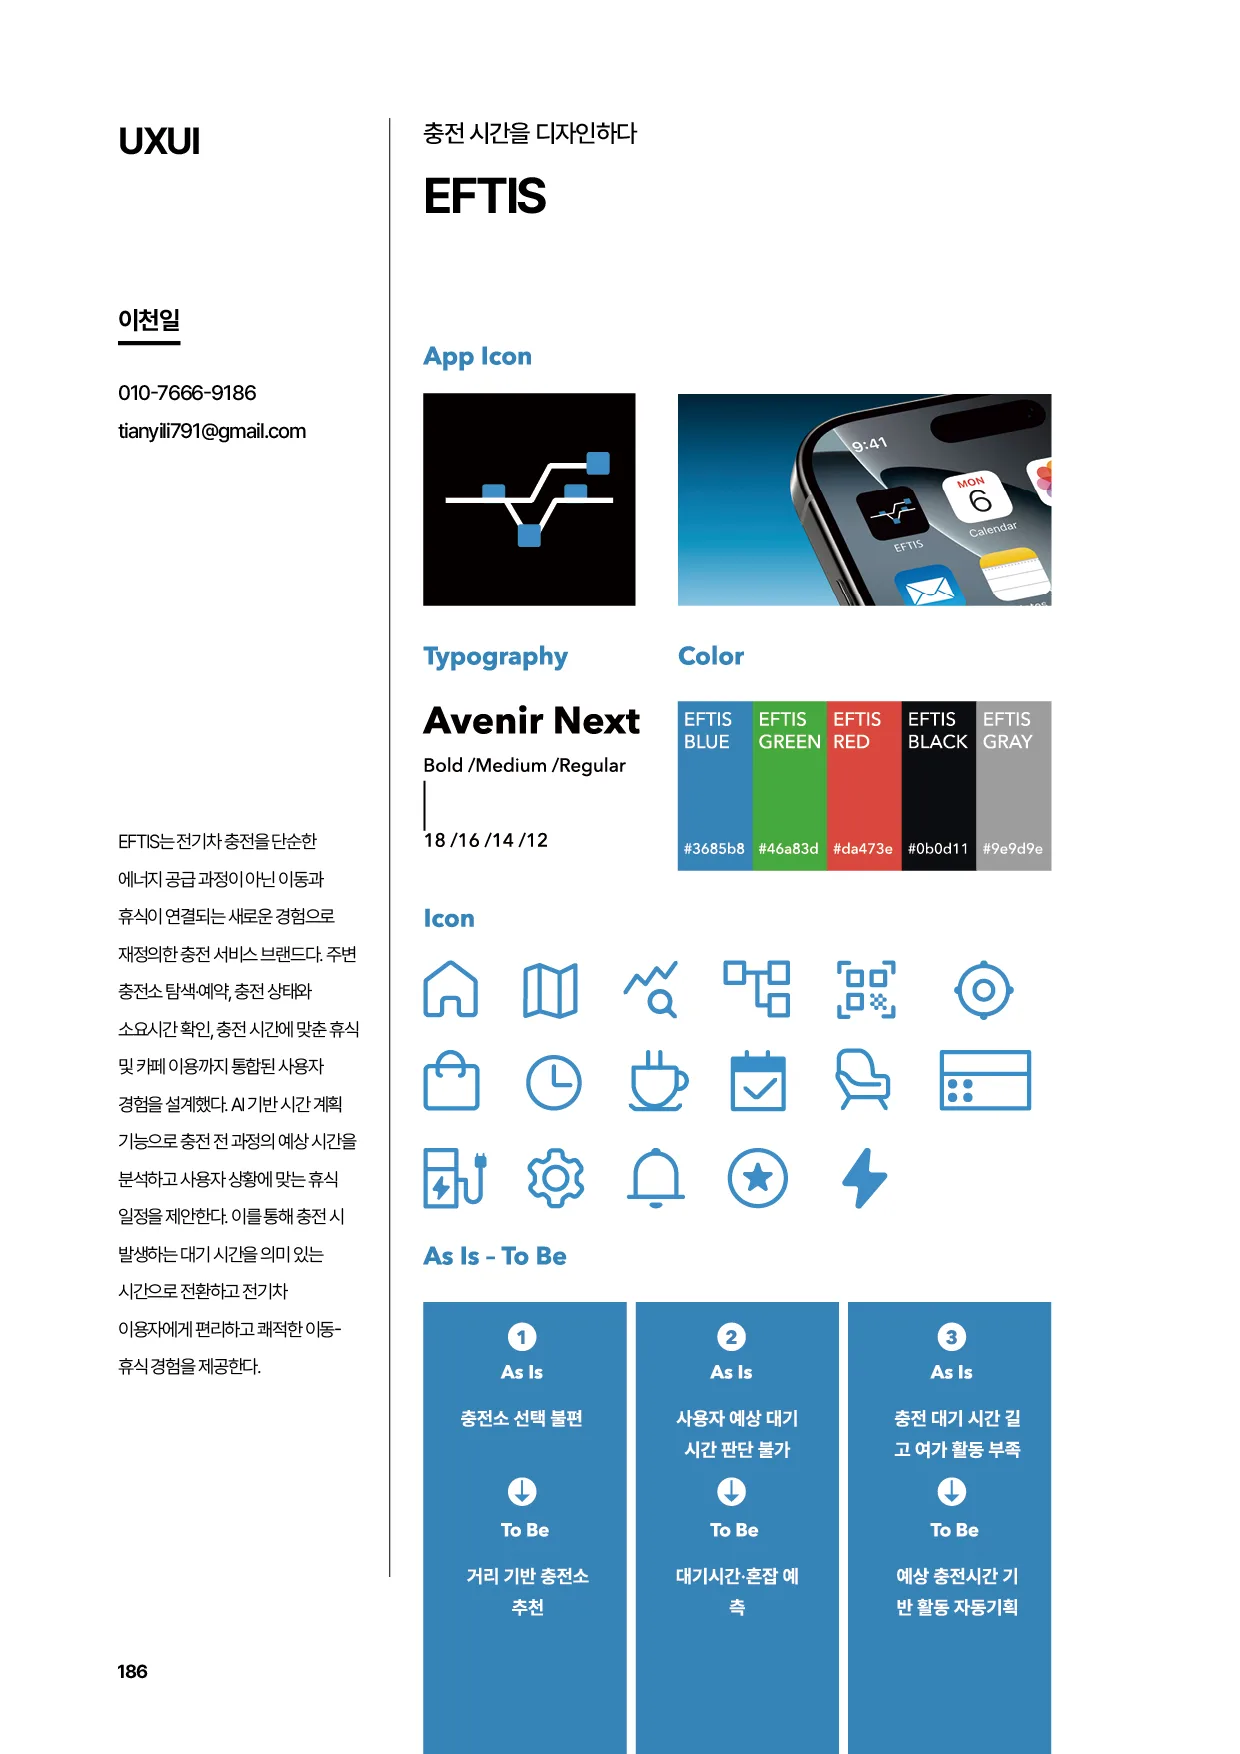 UXUI
충전 시간을 디자인하다
EFTIS
이천일
010-7666-9186
tianyili791@gmail.com
EFTIS는 전기차 충전을 단순한
에너지 공급 과정이 아닌 이동과
휴식이 연결되는 새로운 경험으로
재정의한 충전 서비스 브랜드다. 주변
충전소 탐색·예약, 충전 상태와
소요시간 확인, 충전 시간에 맞춘 휴식
및 카페 이용까지 통합된 사용자
경험을 설계했다. AI 기반 시간 계획
기능으로 충전 전 과정의 예상 시간을
분석하고 사용자 상황에 맞는 휴식
일정을 제안한다. 이를 통해 충전 시
발생하는 대기 시간을 의미 있는
시간으로 전환하고 전기차
이용자에게 편리하고 쾌적한 이동-
휴식 경험을 제공한다.
186
App Icon
9:41
EFTIS
MON
6
Calendar
Typography
Avenir Next
Bold /Medium /Regular
18 /16 /14 /12
Color
EFTIS
BLUE
#3685b8
EFTIS
GREEN
#46a83d
EFTIS
RED
#da473e
EFTIS
BLACK
#0b0d11
EFTIS
GRAY
#9e9d9e
Icon
As Is – To Be
1
As Is
충전소 선택 불편
To Be
거리 기반 충전소
추천
2
As Is
사용자 예상 대기
시간 판단 불가
To Be
대기시간·혼잡 예
측
3
As Is
충전 대기 시간 길
고 여가 활동 부족
To Be
예상 충전시간 기
반 활동 자동기획